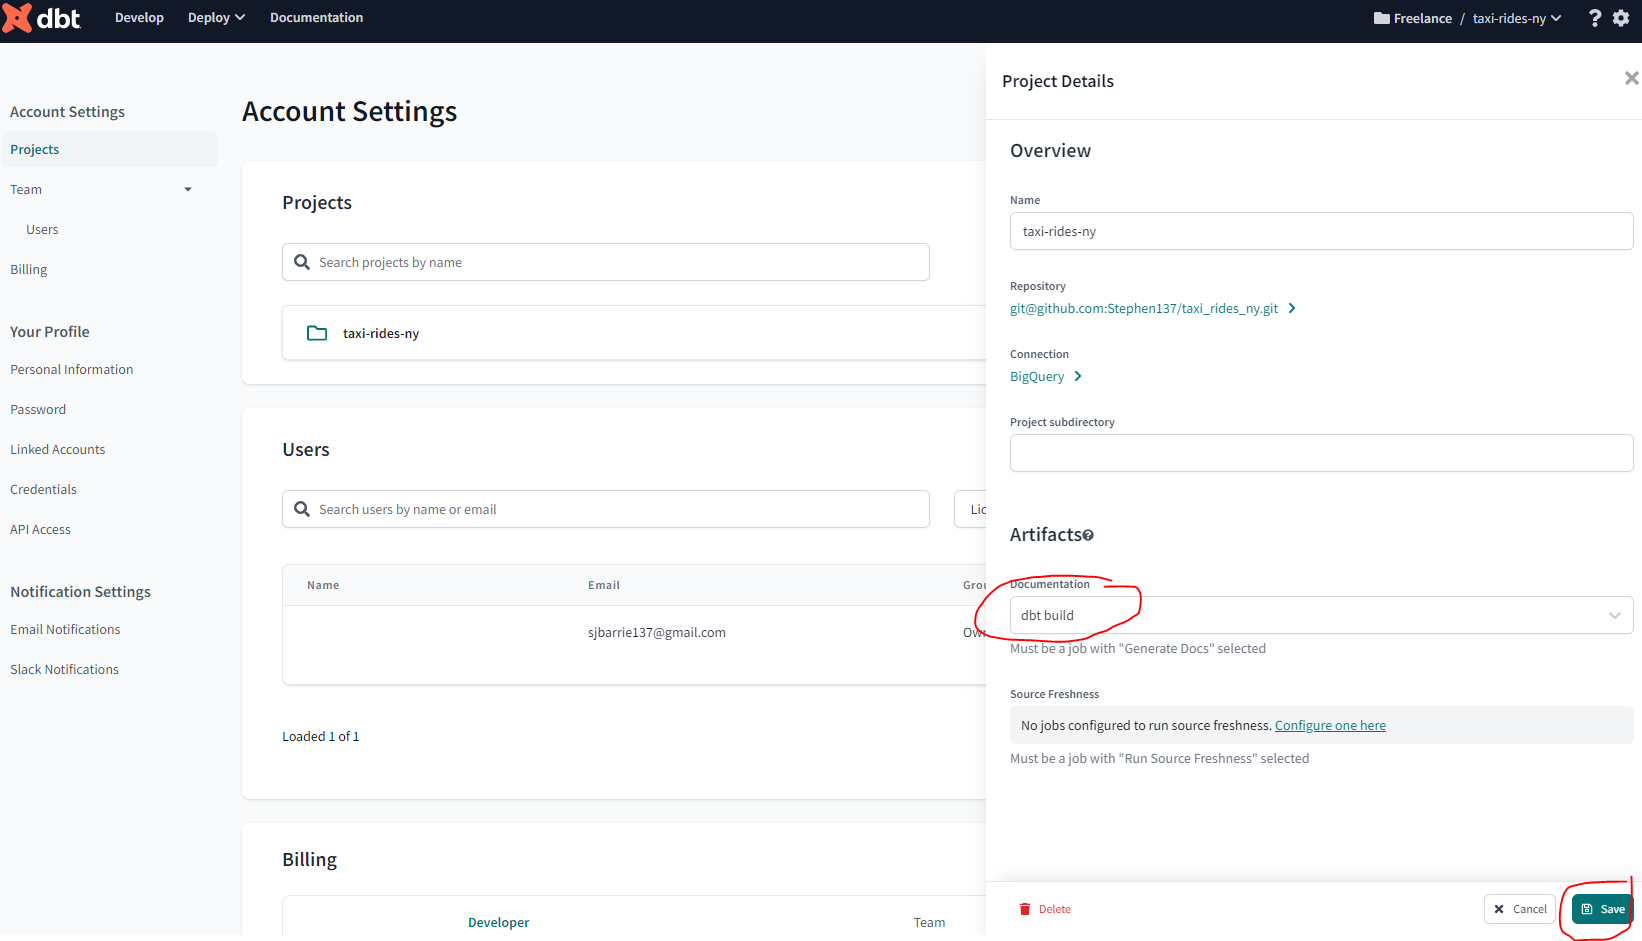 dbt
Develop
Deploy
Documentation
Freelance / taxi-rides-ny
Account Settings
Projects
Team
Users
Billing
Your Profile
Personal Information
Password
Linked Accounts
Credentials
API Access
Notification Settings
Email Notifications
Slack Notifications
Account Settings
Projects
Search projects by name
taxi-rides-ny
Users
Search users by name or email
Lic
Name Email Grou
sjbarrie137@gmail.com Own
Loaded 1 of 1
Billing
Developer Team
Project Details
Overview
Name
taxi-rides-ny
Repository
git@github.com:Stephen137/taxi_rides_ny.git
Connection
BigQuery
Project subdirectory
Artifacts
Documentation
dbt build
Must be a job with "Generate Docs" selected
Source Freshness
No jobs configured to run source freshness. Configure one here
Must be a job with "Run Source Freshness" selected
Delete
Cancel
Save